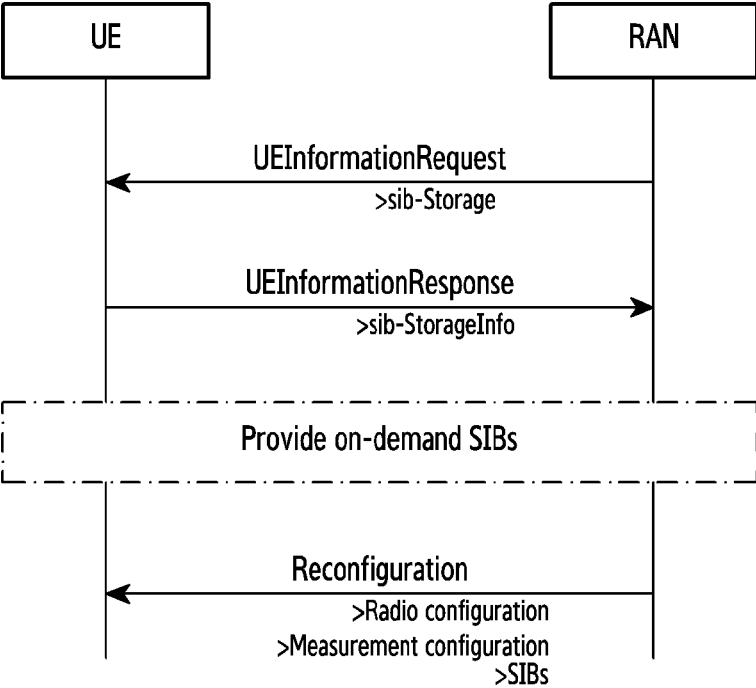 UE
RAN
UEInformationRequest
>sib-Storage
UEInformationResponse
>sib-StorageInfo
Provide on-demand SIBs
Reconfiguration
>Radio configuration
>Measurement configuration
>SIBs